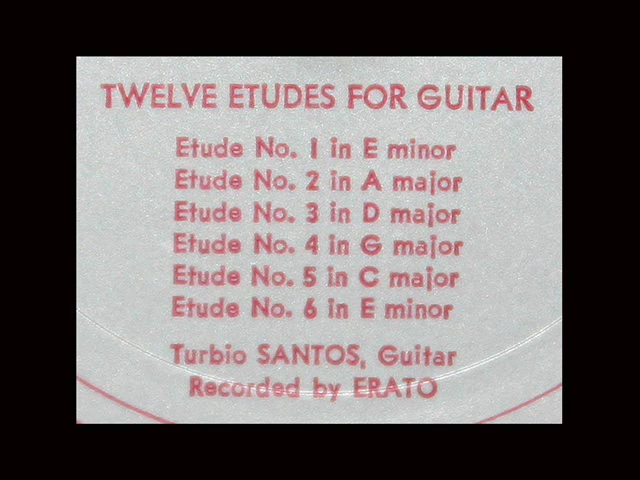 TWELVE ETUDES FOR GUITAR
Etude No. 1 in E minor
Etude No. 2 in A major
Etude No. 3 in D major
Etude No. 4 in G major
Etude No. 5 in C major
Etude No. 6 in E minor
Turbio SANTOS, Guitar
Recorded by ERATO